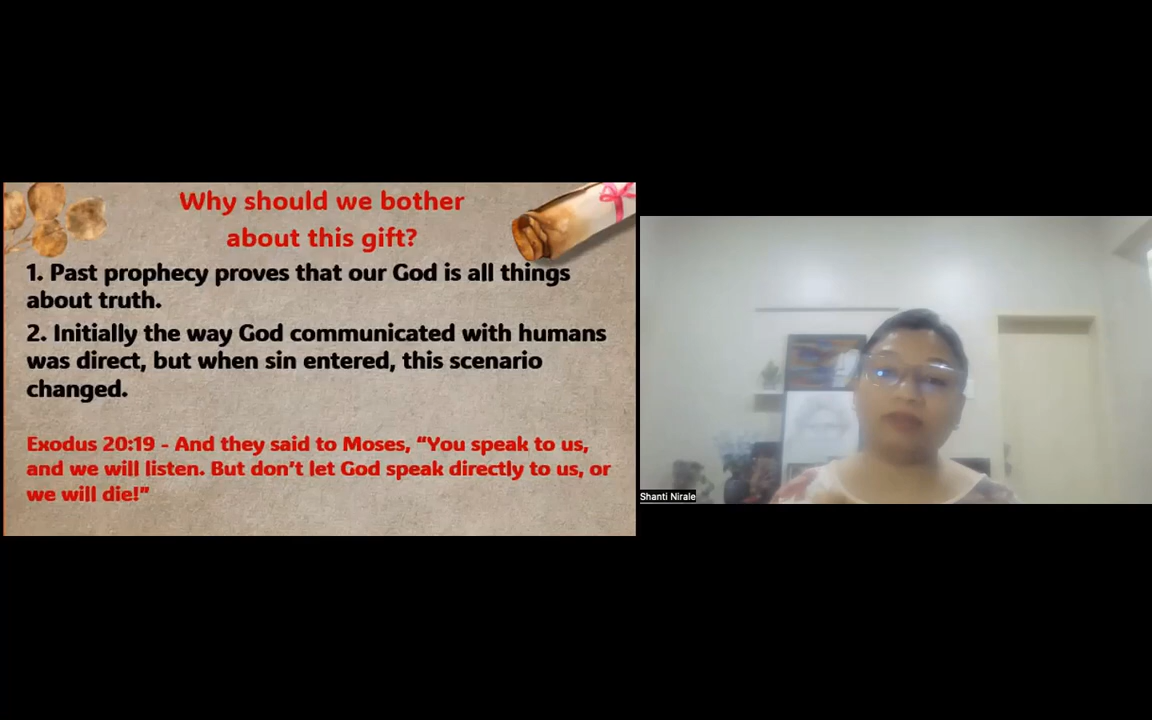 Why should we bother
about this gift?
1. Past prophecy proves that our God is all things
about truth.
2. Initially the way God communicated with humans
was direct, but when sin entered, this scenario
changed.
Exodus 20:19 - And they said to Moses, “You speak to us,
and we will listen. But don’t let God speak directly to us, or
we will die!”
Shanti Nirale